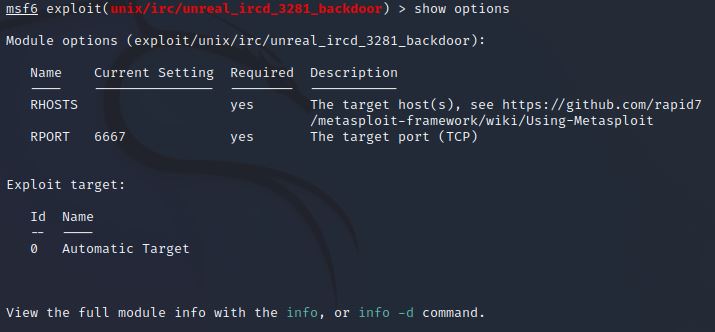 msf6 exploit(unix/irc/unreal_ircd_3281_backdoor) > show options
Module options (exploit/unix/irc/unreal_ircd_3281_backdoor):
Name Current Setting Required Description
---- --------------- -------- -----------
RHOSTS yes The target host(s), see https://github.com/rapid7
/metasploit-framework/wiki/Using-Metasploit
RPORT 6667 yes The target port (TCP)
Exploit target:
Id Name
-- ----
0 Automatic Target
View the full module info with the info, or info -d command.